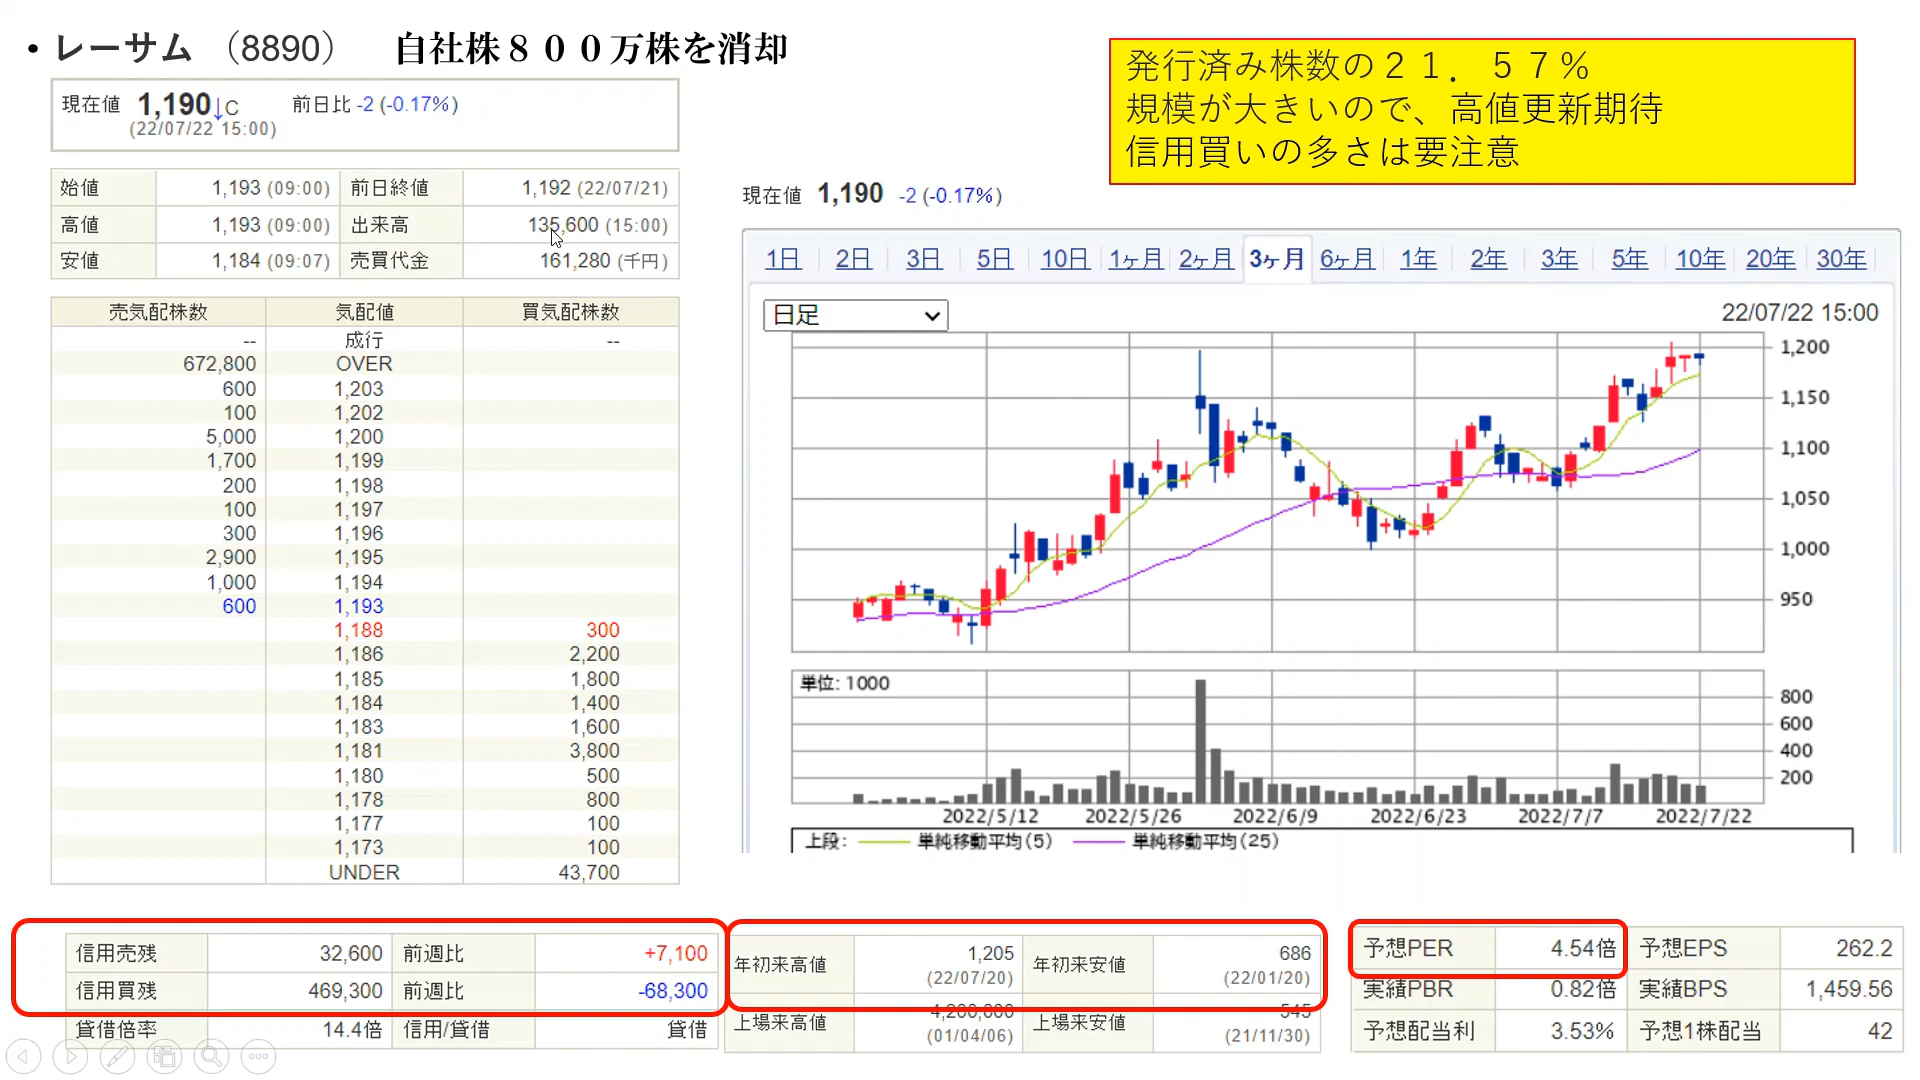 • レーサム （8890）　自社株８００万株を消却
発行済み株数の２１．５７％
規模が大きいので、高値更新期待
信用買いの多さは要注意
現在値 1,190↓C 前日比 -2 (-0.17%)
(22/07/22 15:00)
始値 1,193 (09:00) 前日終値 1,192 (22/07/21)
高値 1,193 (09:00) 出来高 135,600 (15:00)
安値 1,184 (09:07) 売買代金 161,280 (千円)
売気配株数 気配値 買気配株数
-- 成行 --
672,800 OVER
600 1,203
100 1,202
5,000 1,200
1,700 1,199
200 1,198
100 1,197
300 1,196
2,900 1,195
1,000 1,194
600 1,193
1,188 300
1,186 2,200
1,185 1,800
1,184 1,400
1,183 1,600
1,181 3,800
1,180 500
1,178 800
1,177 100
1,173 100
UNDER 43,700
現在値 1,190 -2 (-0.17%)
1日 2日 3日 5日 10日 1ヶ月 2ヶ月 3ヶ月 6ヶ月 1年 2年 3年 5年 10年 20年 30年
日足
22/07/22 15:00
1,200
1,150
1,100
1,050
1,000
950
単位: 1000
800
600
400
200
2022/5/12 2022/5/26 2022/6/9 2022/6/23 2022/7/7 2022/7/22
上段: 単純移動平均(5) 単純移動平均(25)
信用売残 32,600 前週比 +7,100
信用買残 469,300 前週比 -68,300
貸借倍率 14.4倍 信用/貸借 貸借
年初来高値 1,205 (22/07/20) 年初来安値 686 (22/01/20)
上場来高値 4,200,000 (01/04/06) 上場来安値 545 (21/11/30)
予想PER 4.54倍 予想EPS 262.2
実績PBR 0.82倍 実績BPS 1,459.56
予想配当利 3.53% 予想1株配当 42